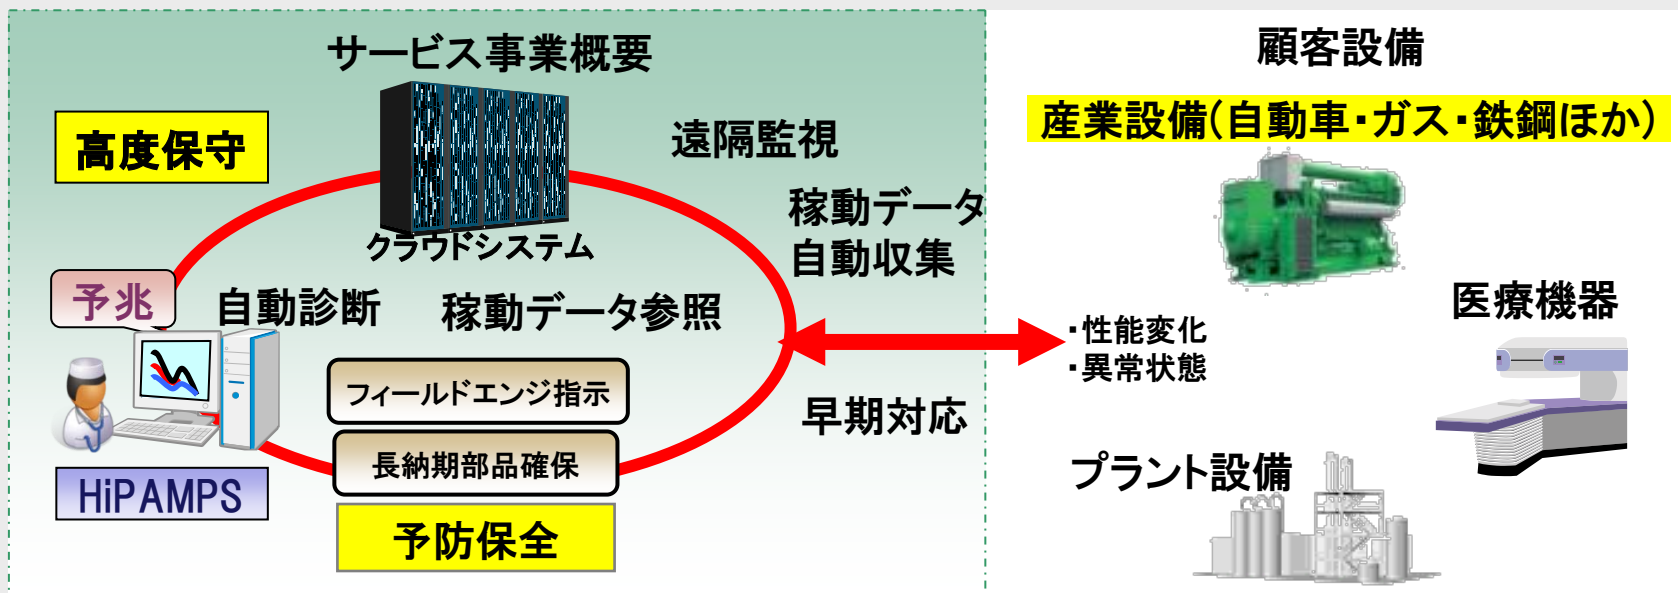 サービス事業概要
高度保守
遠隔監視
稼動データ
自動収集
クラウドシステム
予兆
自動診断
稼動データ参照
フィールドエンジ指示
長納期部品確保
早期対応
HiPAMPS
予防保全
顧客設備
産業設備(自動車・ガス・鉄鋼ほか)
医療機器
・性能変化
・異常状態
プラント設備